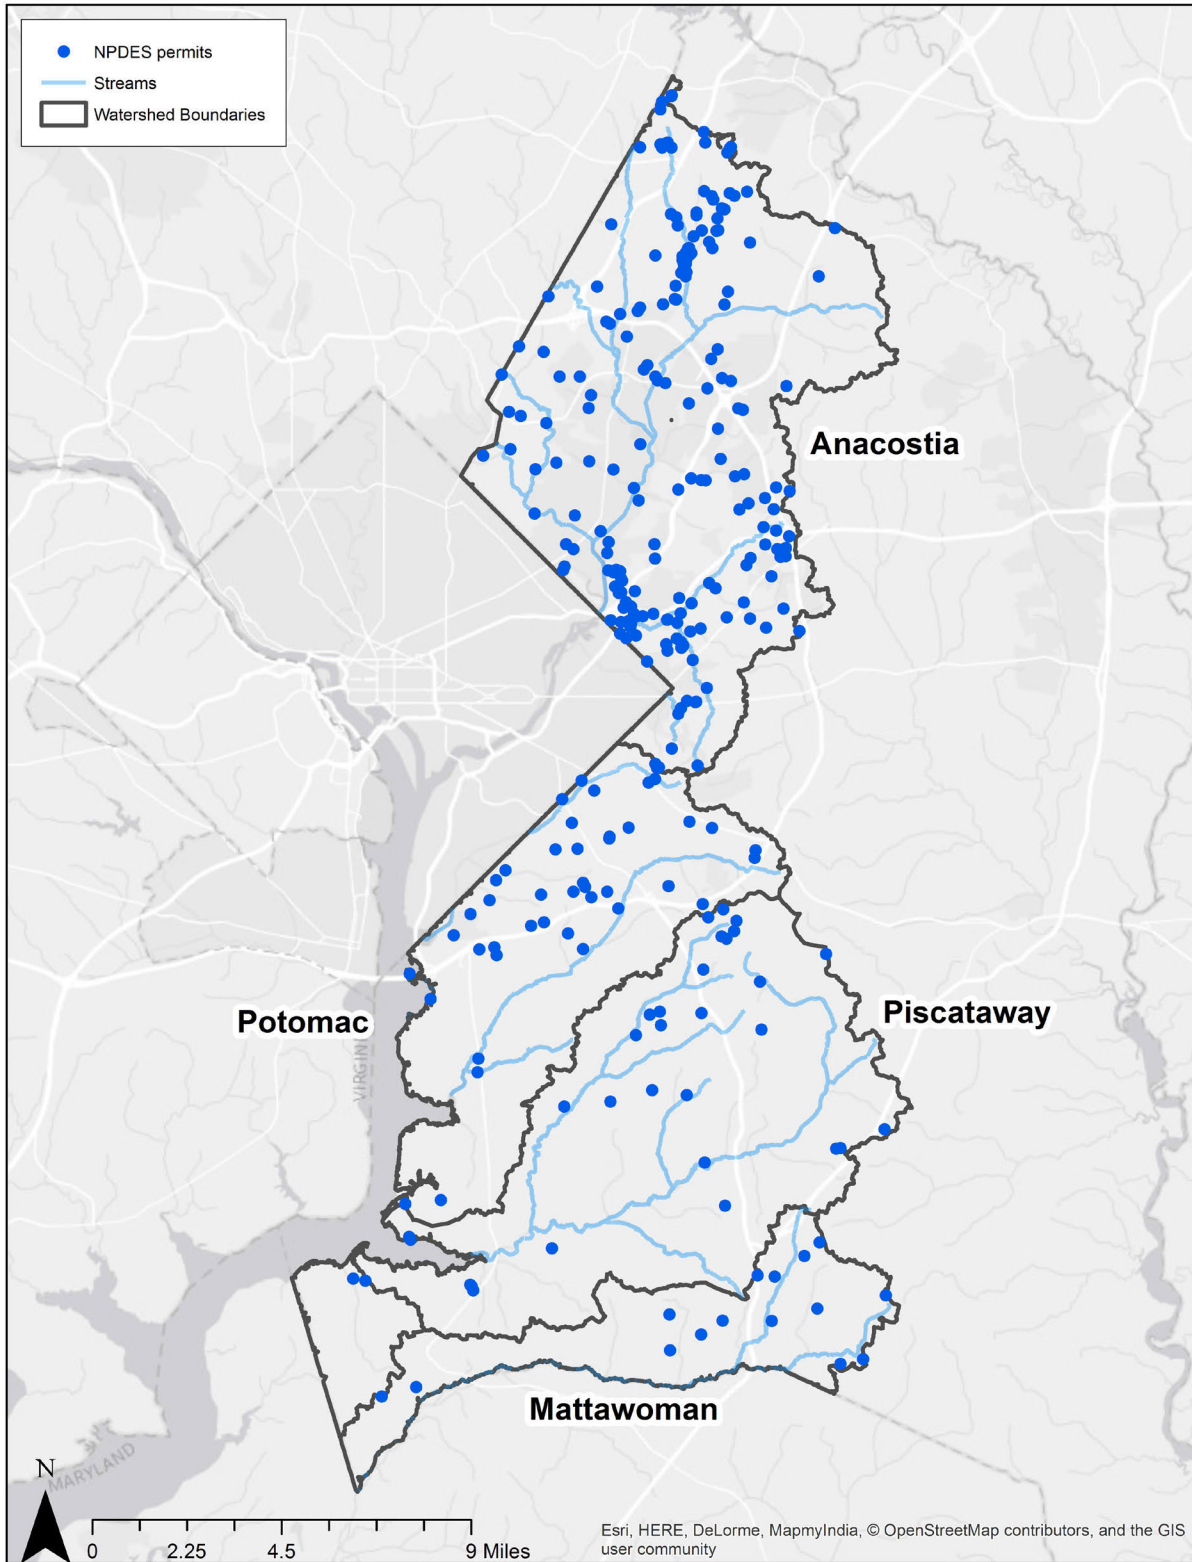 NPDES permits
Streams
Watershed Boundaries
Anacostia
Potomac
Piscataway
VIRGINI
Mattawoman
N
MARYLAND
0 2.25 4.5 9 Miles
Esri, HERE, DeLorme, MapmyIndia, © OpenStreetMap contributors, and the GIS
user community